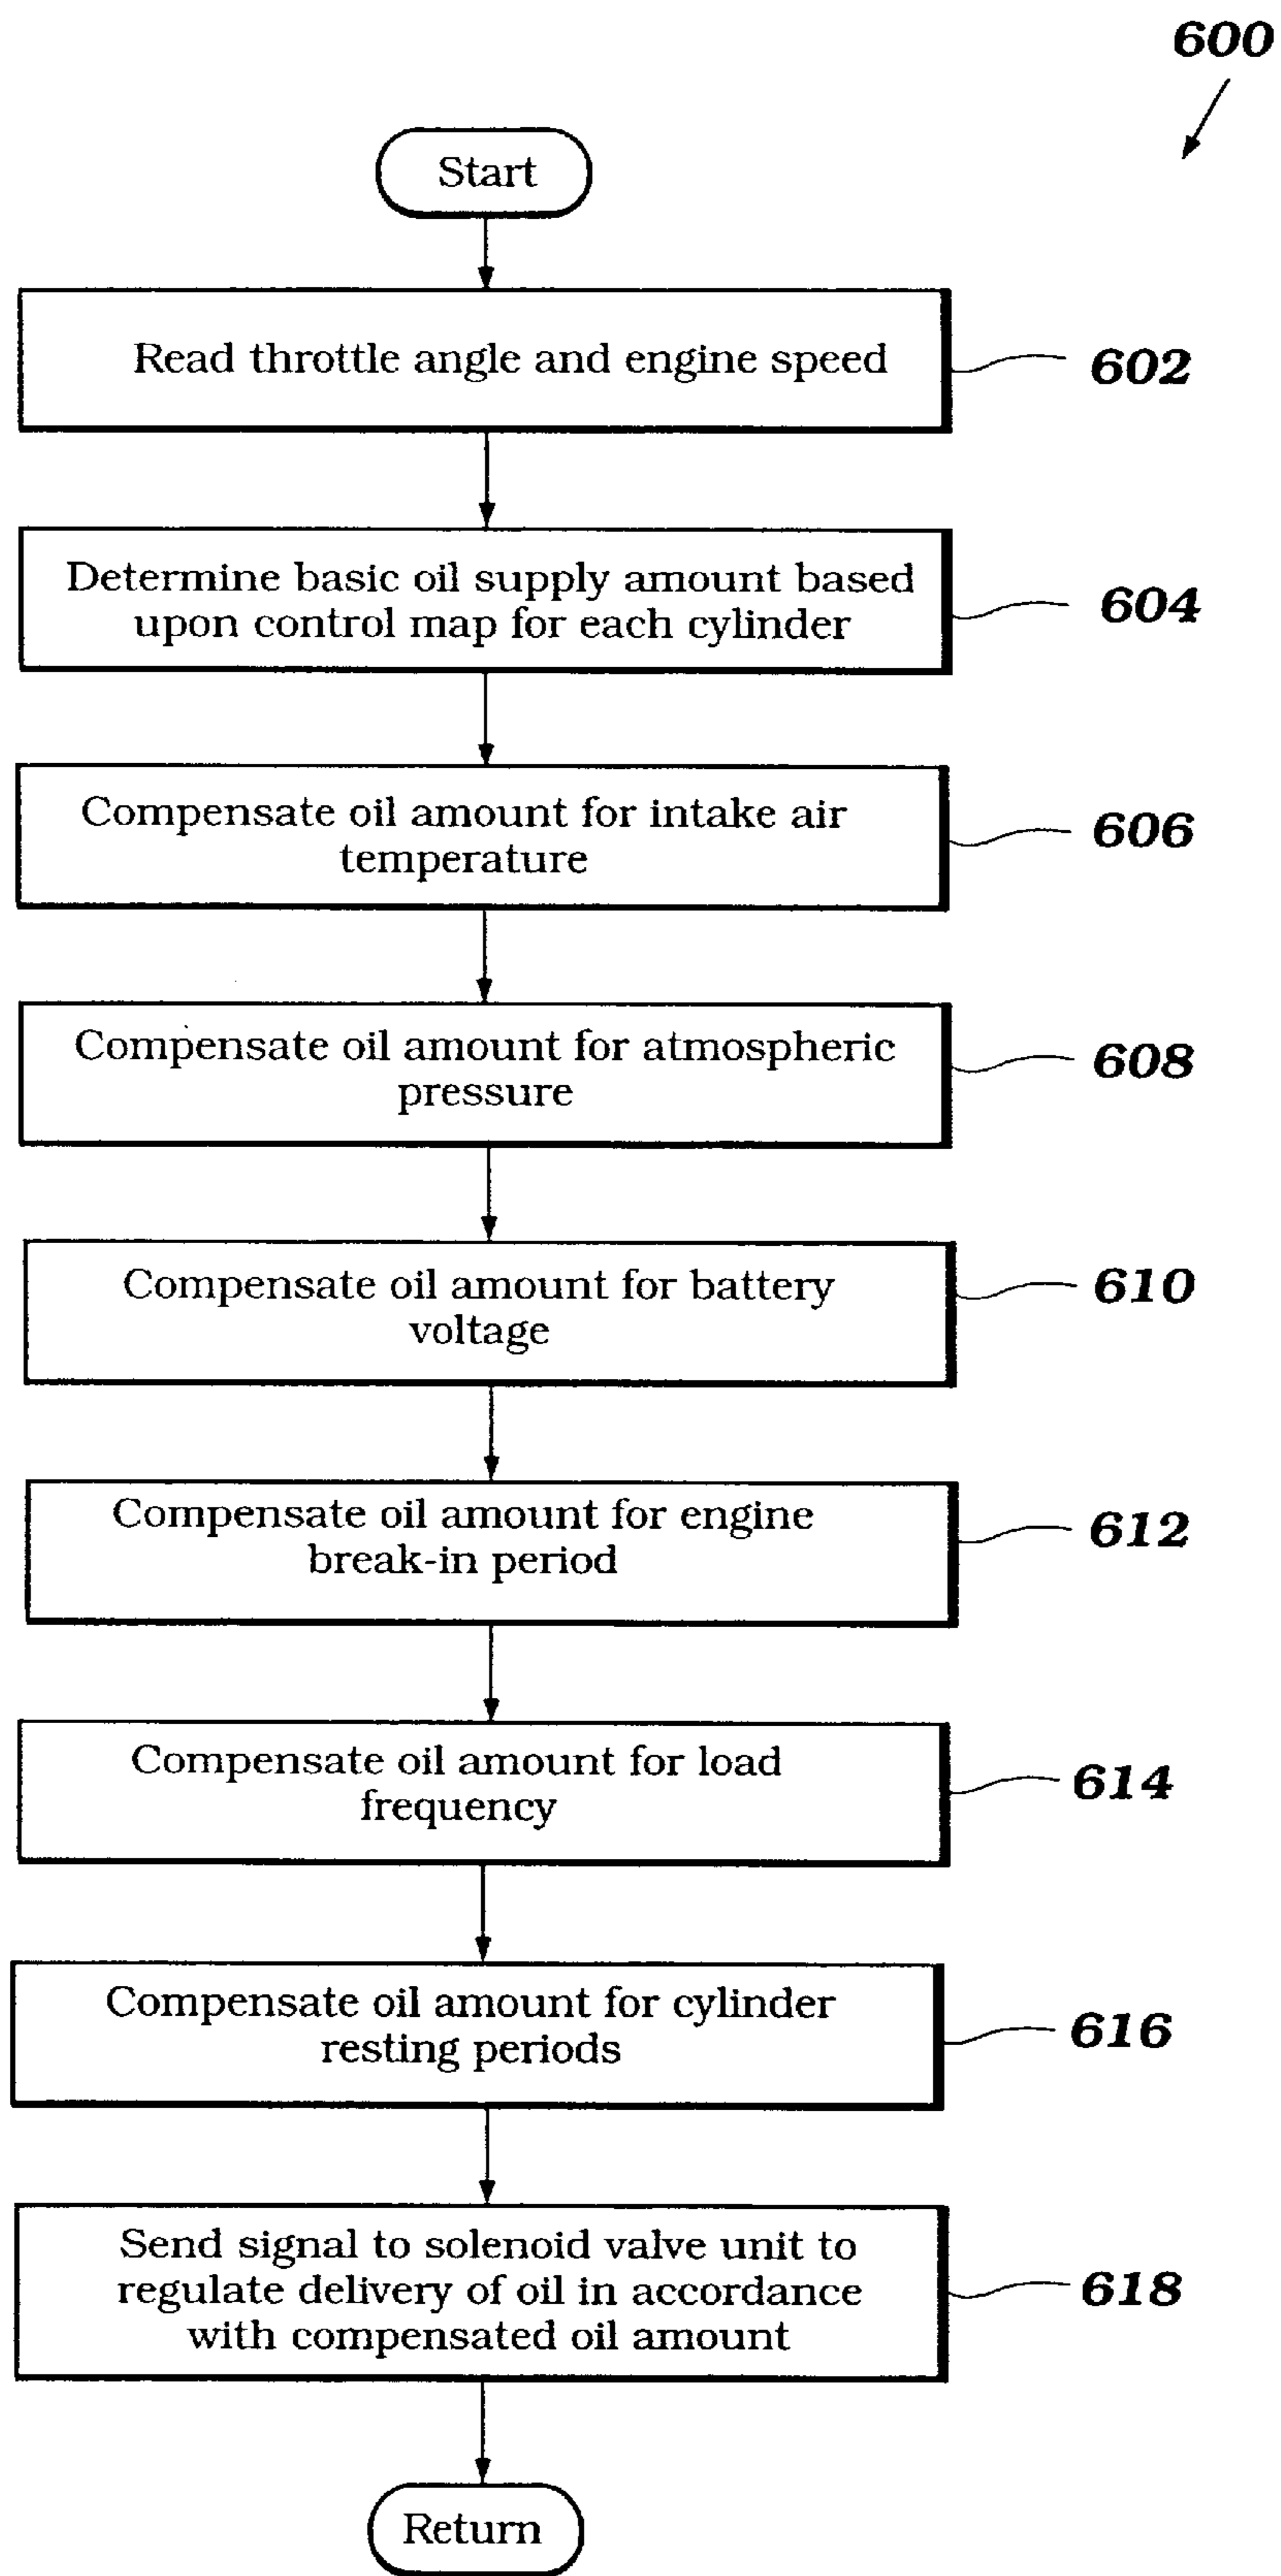 600
Start
Read throttle angle and engine speed
602
Determine basic oil supply amount based
upon control map for each cylinder
604
Compensate oil amount for intake air
temperature
606
Compensate oil amount for atmospheric
pressure
608
Compensate oil amount for battery
voltage
610
Compensate oil amount for engine
break-in period
612
Compensate oil amount for load
frequency
614
Compensate oil amount for cylinder
resting periods
616
Send signal to solenoid valve unit to
regulate delivery of oil in accordance
with compensated oil amount
618
Return